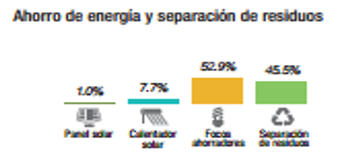 Ahorro de energía y separación de residuos
1.0% 7.7% 52.9% 45.5%
Panel solar Calentador solar Focos ahorradores Separación de residuos